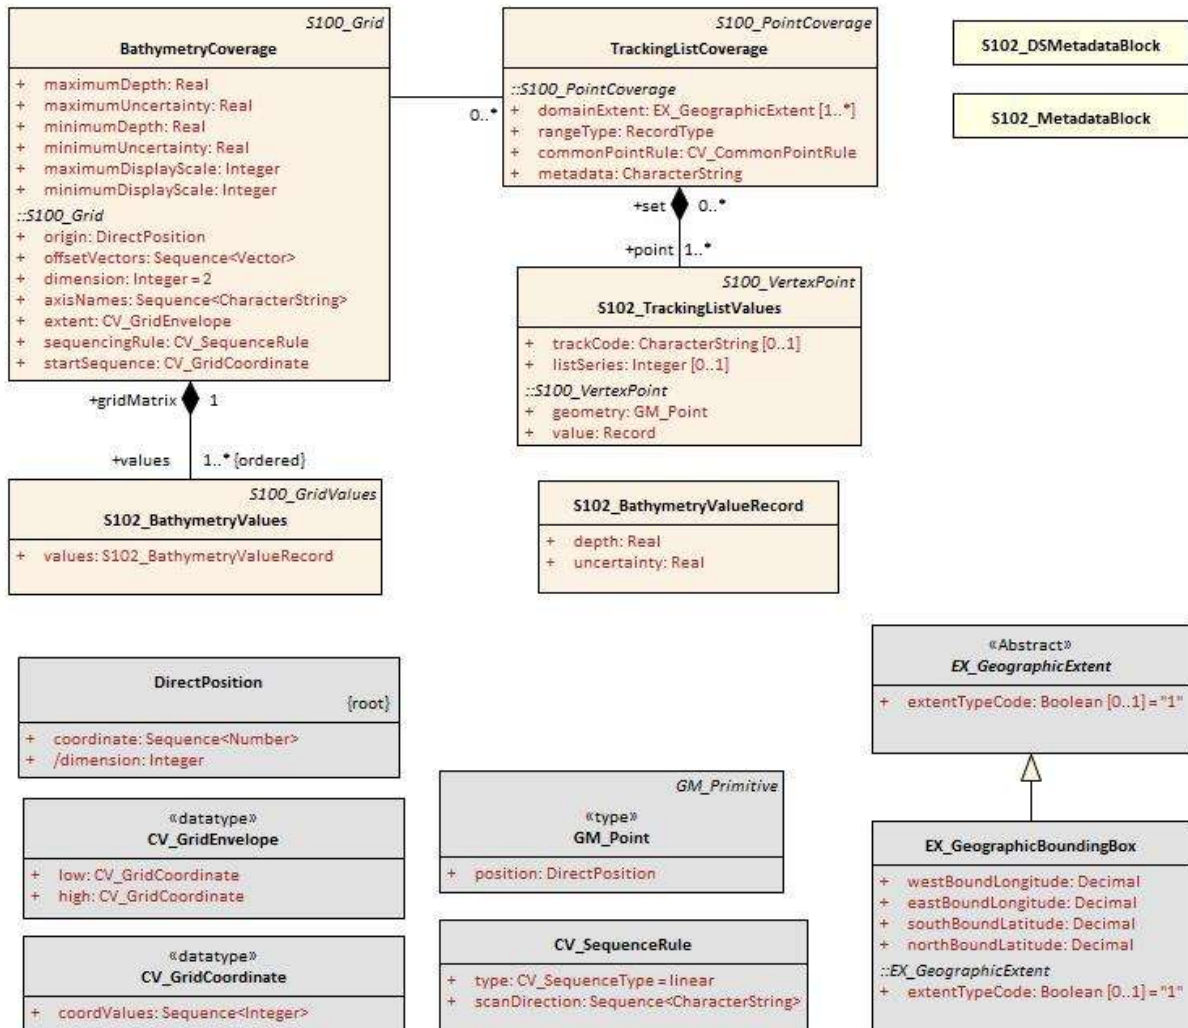 S100_Grid
BathymetryCoverage
+ maximumDepth: Real
+ maximumUncertainty: Real
+ minimumDepth: Real
+ minimumUncertainty: Real
+ maximumDisplayScale: Integer
+ minimumDisplayScale: Integer
::S100_Grid
+ origin: DirectPosition
+ offsetVectors: Sequence<Vector>
+ dimension: Integer = 2
+ axisNames: Sequence<CharacterString>
+ extent: CV_GridEnvelope
+ sequencingRule: CV_SequenceRule
+ startSequence: CV_GridCoordinate
0..*
S100_PointCoverage
TrackingListCoverage
::S100_PointCoverage
+ domainExtent: EX_GeographicExtent [1..*]
+ rangeType: RecordType
+ commonPointRule: CV_CommonPointRule
+ metadata: CharacterString
S102_DSMetadataBlock
S102_MetadataBlock
+set 0..*
+point 1..*
S100_VertexPoint
S102_TrackingListValues
+ trackCode: CharacterString [0..1]
+ listSeries: Integer [0..1]
::S100_VertexPoint
+ geometry: GM_Point
+ value: Record
+gridMatrix 1
+values 1..* {ordered}
S100_GridValues
S102_BathymetryValues
+ values: S102_BathymetryValueRecord
S102_BathymetryValueRecord
+ depth: Real
+ uncertainty: Real
DirectPosition
{root}
+ coordinate: Sequence<Number>
+ /dimension: Integer
«datatype»
CV_GridEnvelope
+ low: CV_GridCoordinate
+ high: CV_GridCoordinate
«datatype»
CV_GridCoordinate
+ coordValues: Sequence<Integer>
GM_Primitive
«type»
GM_Point
+ position: DirectPosition
CV_SequenceRule
+ type: CV_SequenceType = linear
+ scanDirection: Sequence<CharacterString>
«Abstract»
EX_GeographicExtent
+ extentTypeCode: Boolean [0..1] = "1"
EX_GeographicBoundingBox
+ westBoundLongitude: Decimal
+ eastBoundLongitude: Decimal
+ southBoundLatitude: Decimal
+ northBoundLatitude: Decimal
::EX_GeographicExtent
+ extentTypeCode: Boolean [0..1] = "1"